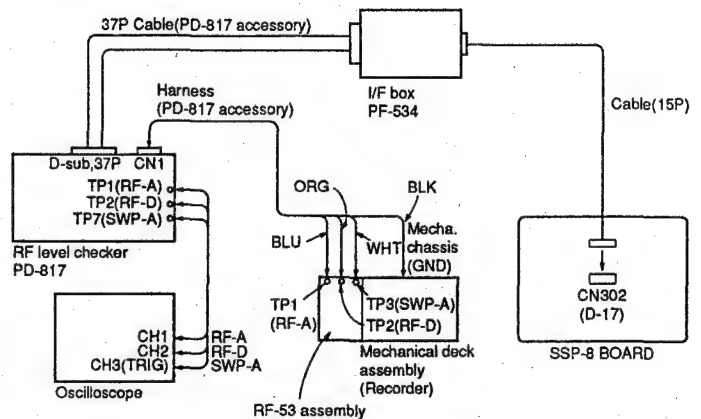 37P Cable(PD-817 accessory)
I/F box
PF-534
Harness
(PD-817 accessory)
Cable(15P)
D-sub,37P CN1
TP1(RF-A)
TP2(RF-D)
TP7(SWP-A)
RF level checker
PD-817
ORG
BLK
BLU
WHT
Mecha.
chassis
(GND)
TP1
(RF-A)
TP3(SWP-A)
TP2(RF-D)
CN302
(D-17)
SSP-8 BOARD
CH1 RF-A
CH2 RF-D
CH3(TRIG) SWP-A
Oscilloscope
Mechanical deck
assembly
(Recorder)
RF-53 assembly